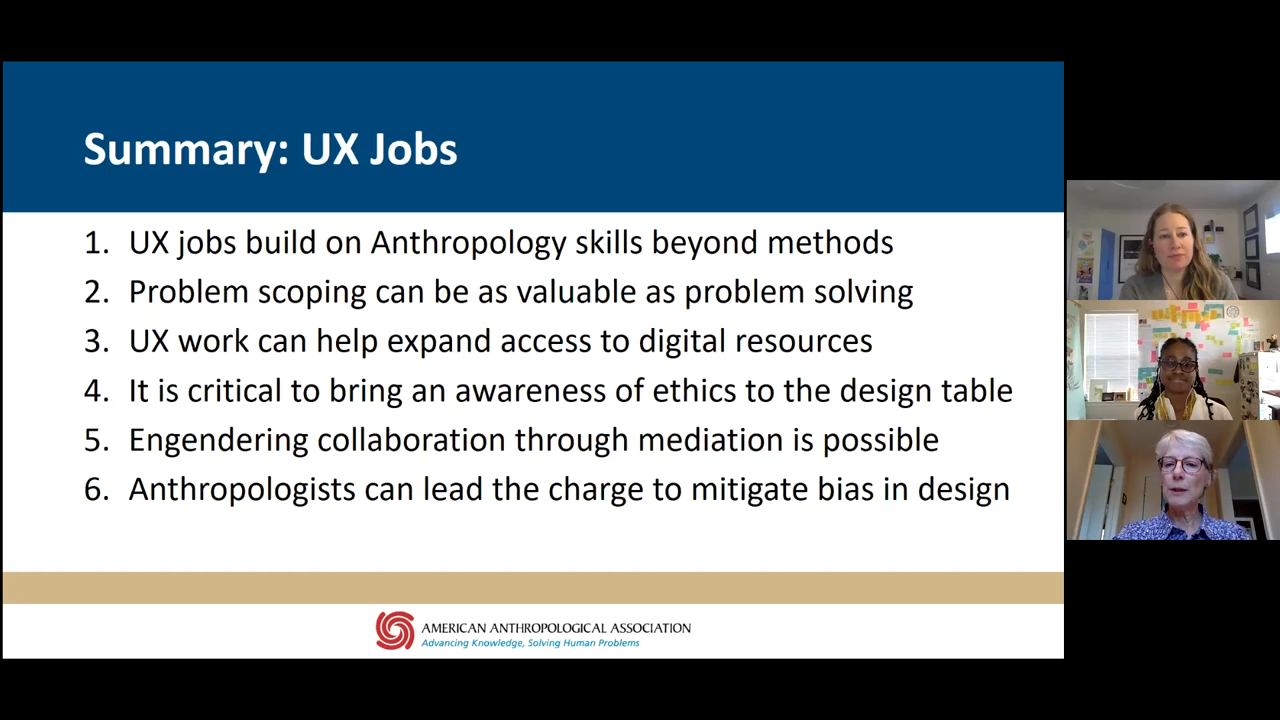 Summary: UX Jobs
1. UX jobs build on Anthropology skills beyond methods
2. Problem scoping can be as valuable as problem solving
3. UX work can help expand access to digital resources
4. It is critical to bring an awareness of ethics to the design table
5. Engendering collaboration through mediation is possible
6. Anthropologists can lead the charge to mitigate bias in design
AMERICAN ANTHROPOLOGICAL ASSOCIATION
Advancing Knowledge, Solving Human Problems